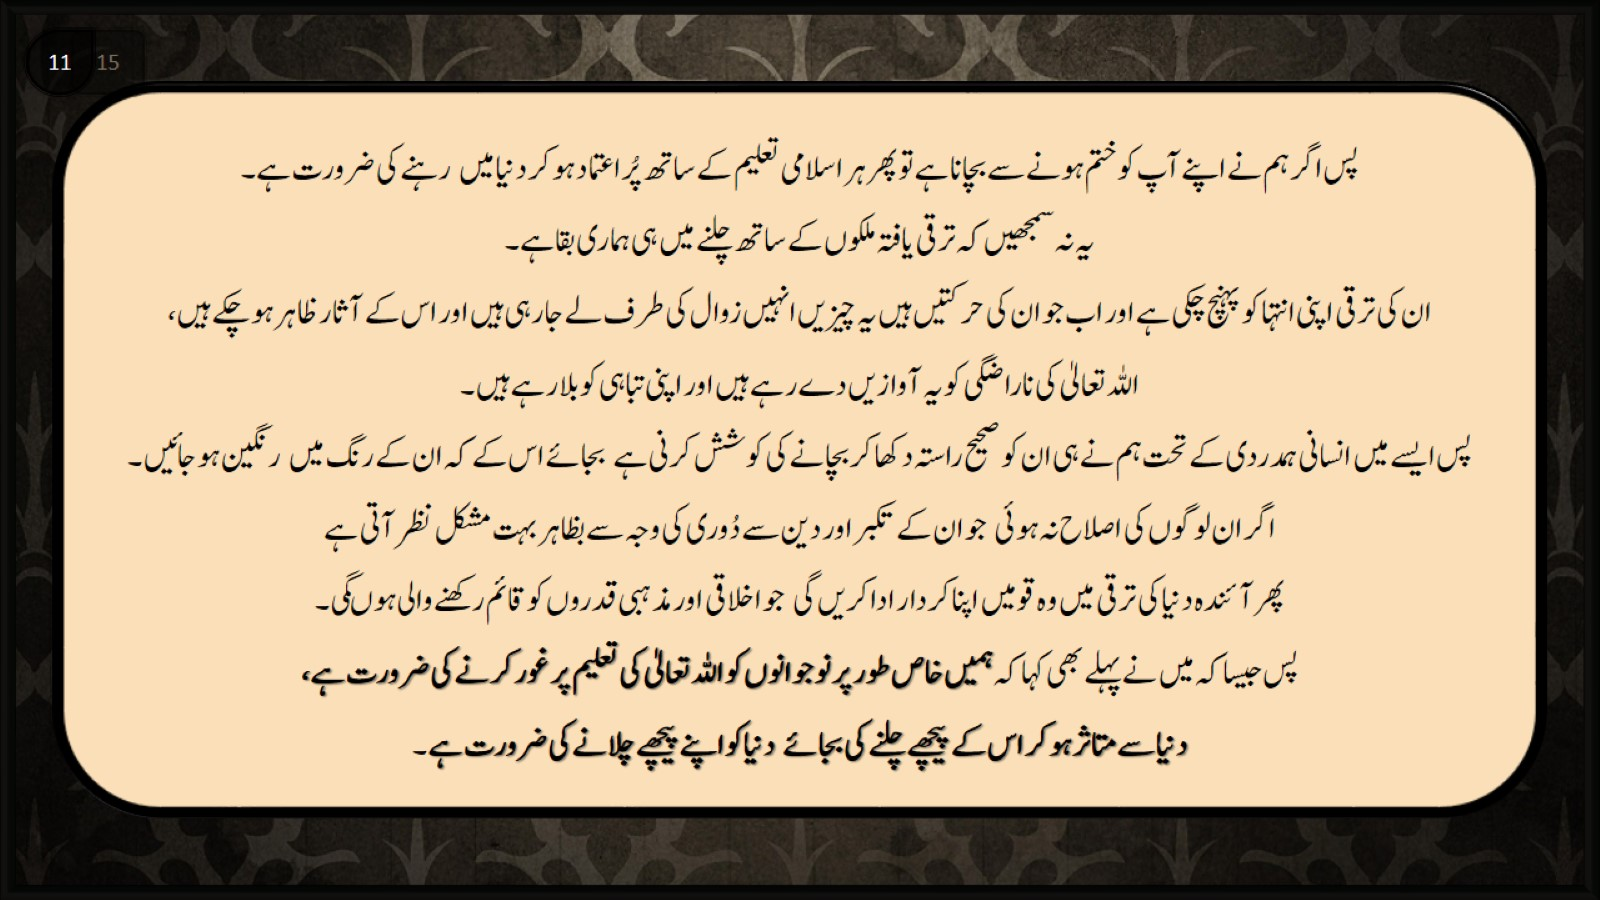 11 15
پس اگر ہم نے اپنے آپ کو ختم ہونے سے بچانا ہے تو پھر ہر اسلامی تعلیم کے ساتھ پُر اعتماد ہو کر دنیا میں رہنے کی ضرورت ہے۔
یہ نہ سمجھیں کہ ترقی یافتہ ملکوں کے ساتھ چلنے میں ہی ہماری بقا ہے۔
ان کی ترقی اپنی انتہا کو پہنچ چکی ہے اور اب جو ان کی حرکتیں ہیں یہ چیزیں انہیں زوال کی طرف لے جارہی ہیں اور اس کے آثار ظاہر ہو چکے ہیں،
اللہ تعالیٰ کی ناراضگی کو یہ آوازیں دے رہے ہیں اور اپنی تباہی کو بلا رہے ہیں۔
پس ایسے میں انسانی ہمدردی کے تحت ہم نے ہی ان کو صحیح راستہ دکھا کر بچانے کی کوشش کرنی ہے بجائے اس کے کہ ان کے رنگ میں رنگین ہو جائیں۔
اگر ان لوگوں کی اصلاح نہ ہوئی جو ان کے تکبر اور دین سے دُوری کی وجہ سے بظاہر بہت مشکل نظر آتی ہے
پھر آئندہ دنیا کی ترقی میں وہ قومیں اپنا کردار ادا کریں گی جو اخلاقی اور مذہبی قدروں کو قائم رکھنے والی ہوں گی۔
پس جیسا کہ میں نے پہلے بھی کہا کہ ہمیں خاص طور پر نوجوانوں کو اللہ تعالیٰ کی تعلیم پر غور کرنے کی ضرورت ہے،
دنیا سے متاثر ہو کر اس کے پیچھے چلنے کی بجائے دنیا کو اپنے پیچھے چلانے کی ضرورت ہے۔